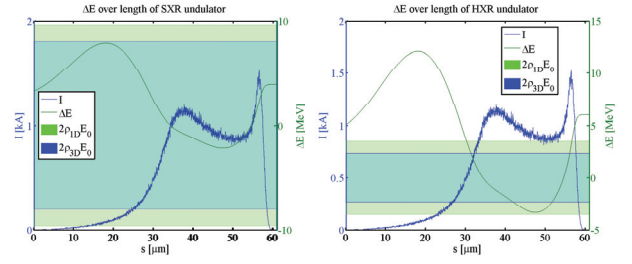 ΔE over length of SXR undulator
2
1
0
I [kA]
10
0
-10
ΔE [MeV]
I
ΔE
2ρ1DE0
2ρ3DE0
0 10 20 30 40 50 60
s [μm]
ΔE over length of HXR undulator
2
1.5
1
0.5
0
I [kA]
15
10
5
0
-5
ΔE [MeV]
I
ΔE
2ρ1DE0
2ρ3DE0
0 10 20 30 40 50 60
s [μm]